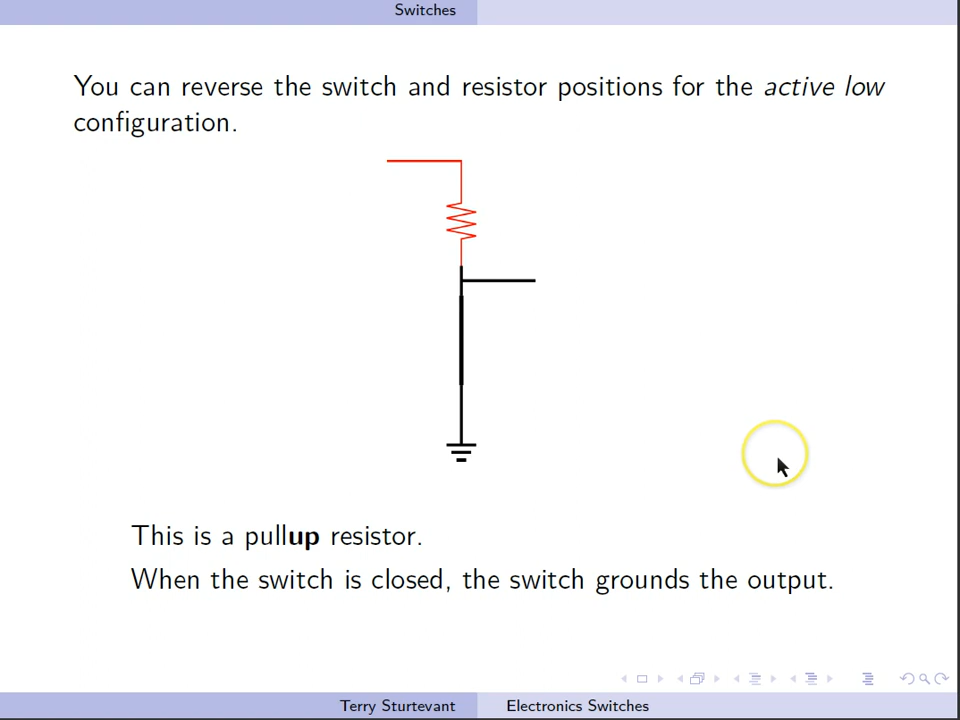 Switches
You can reverse the switch and resistor positions for the active low
configuration.
This is a pullup resistor.
When the switch is closed, the switch grounds the output.
Terry Sturtevant
Electronics Switches